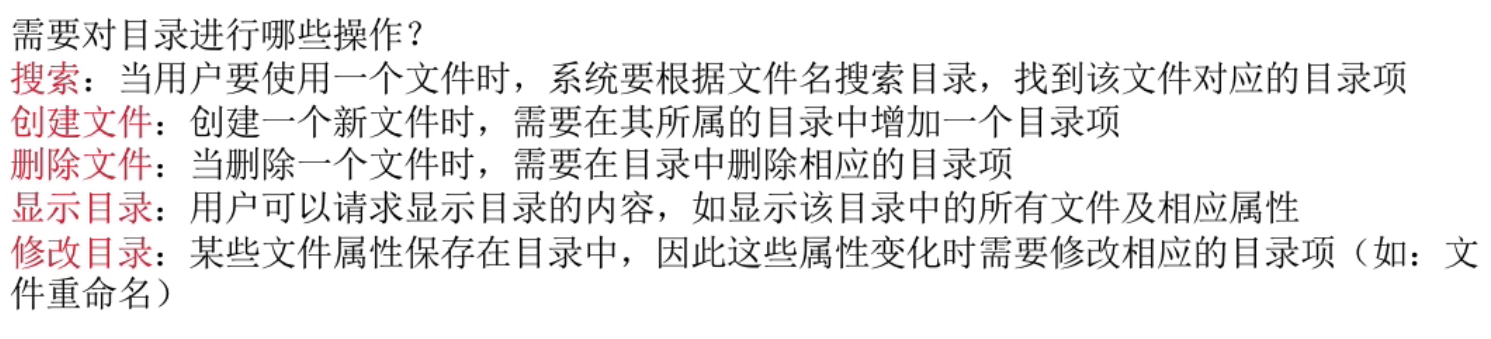 需要对目录进行哪些操作？
搜索：当用户要使用一个文件时，系统要根据文件名搜索目录，找到该文件对应的目录项
创建文件：创建一个新文件时，需要在其所属的目录中增加一个目录项
删除文件：当删除一个文件时，需要在目录中删除相应的目录项
显示目录：用户可以请求显示目录的内容，如显示该目录中的所有文件及相应属性
修改目录：某些文件属性保存在目录中，因此这些属性变化时需要修改相应的目录项（如：文
件重命名）